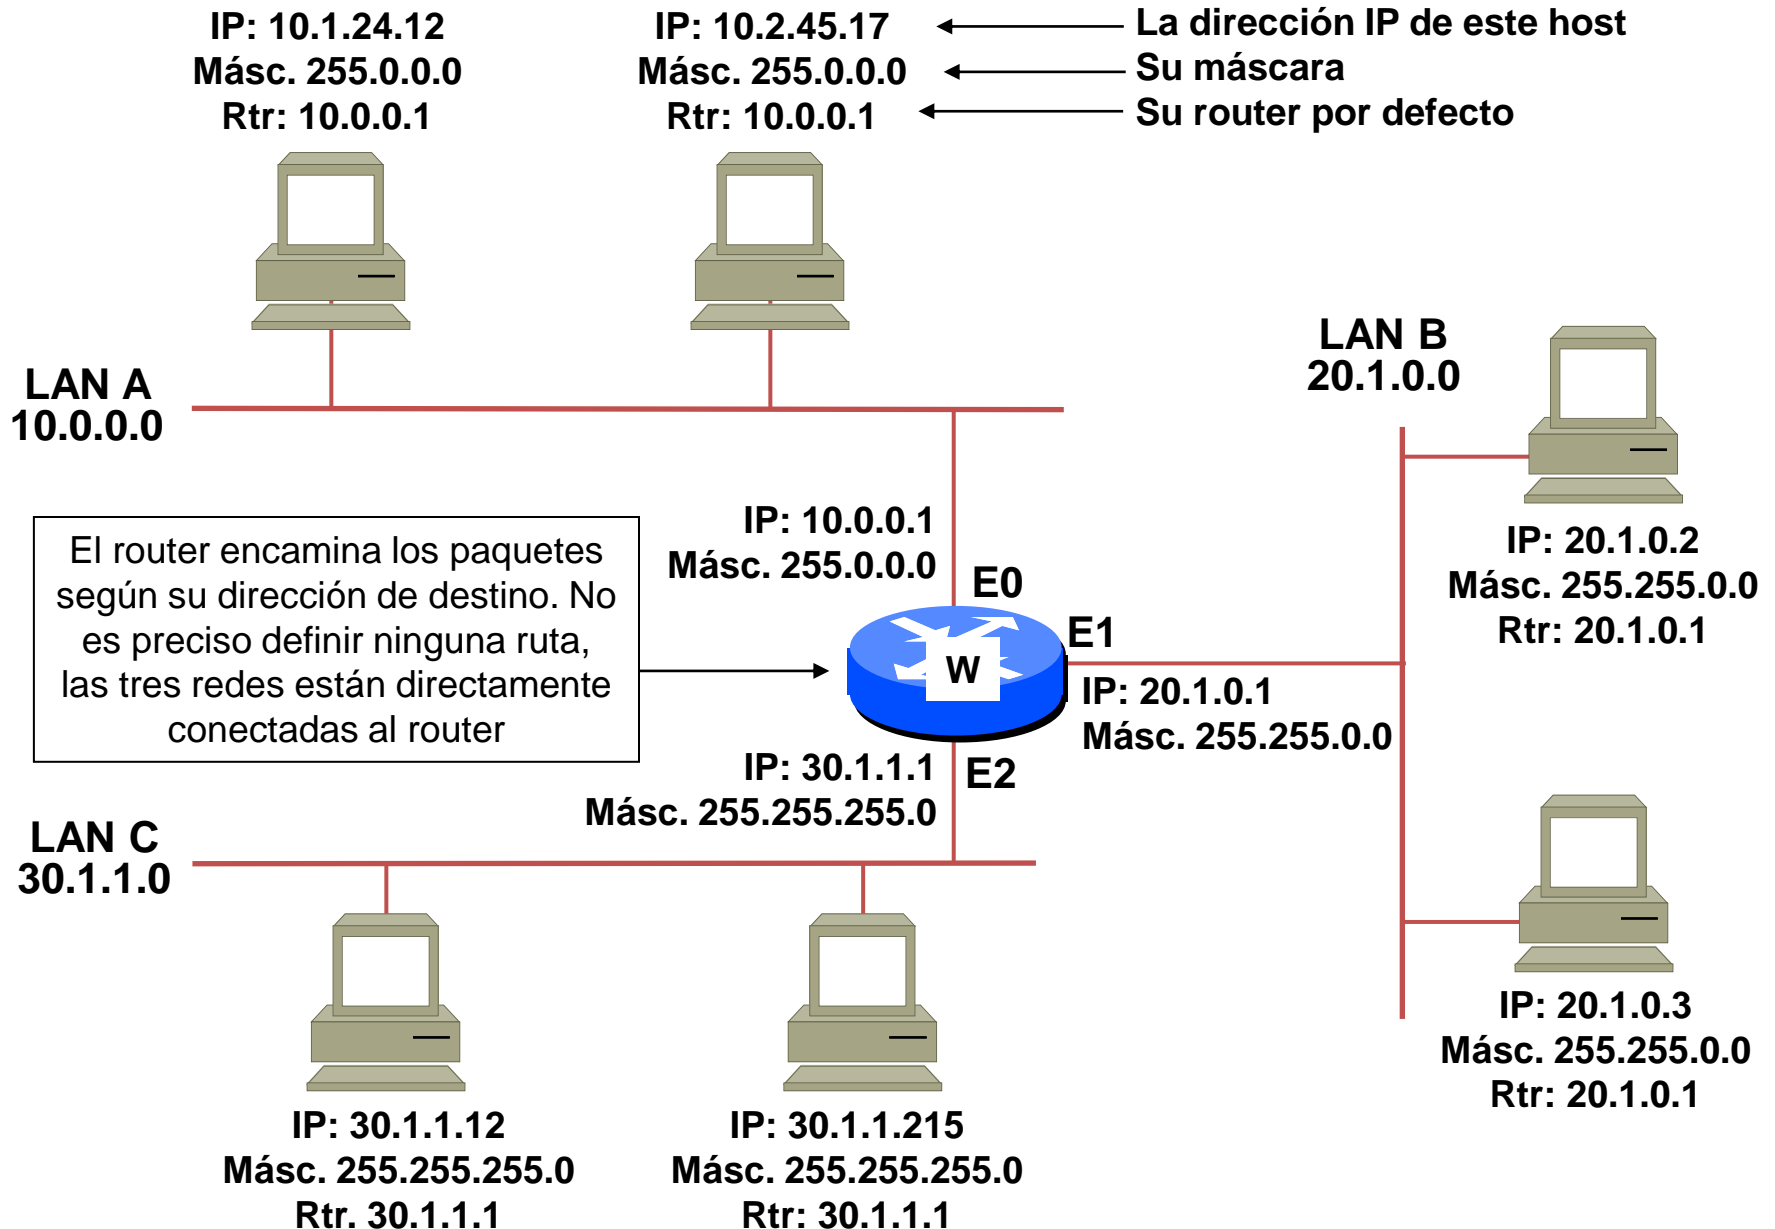 IP: 10.1.24.12
Másc. 255.0.0.0
Rtr: 10.0.0.1
IP: 10.2.45.17
Másc. 255.0.0.0
Rtr: 10.0.0.1
La dirección IP de este host
Su máscara
Su router por defecto
LAN A
10.0.0.0
LAN B
20.1.0.0
IP: 20.1.0.2
Másc. 255.255.0.0
Rtr: 20.1.0.1
El router encamina los paquetes
según su dirección de destino. No
es preciso definir ninguna ruta,
las tres redes están directamente
conectadas al router
IP: 10.0.0.1
Másc. 255.0.0.0
E0
E1
W
IP: 20.1.0.1
Másc. 255.255.0.0
IP: 30.1.1.1
Másc. 255.255.255.0
E2
LAN C
30.1.1.0
IP: 20.1.0.3
Másc. 255.255.0.0
Rtr: 20.1.0.1
IP: 30.1.1.12
Másc. 255.255.255.0
Rtr. 30.1.1.1
IP: 30.1.1.215
Másc. 255.255.255.0
Rtr: 30.1.1.1